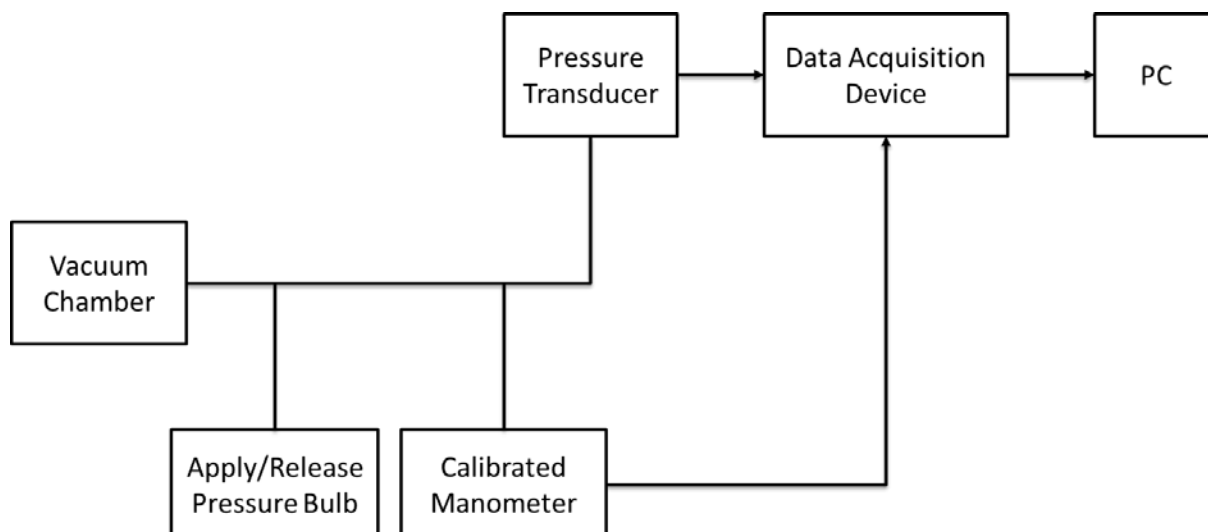 Pressure
Transducer
Data Acquisition
Device
PC
Vacuum
Chamber
Apply/Release
Pressure Bulb
Calibrated
Manometer